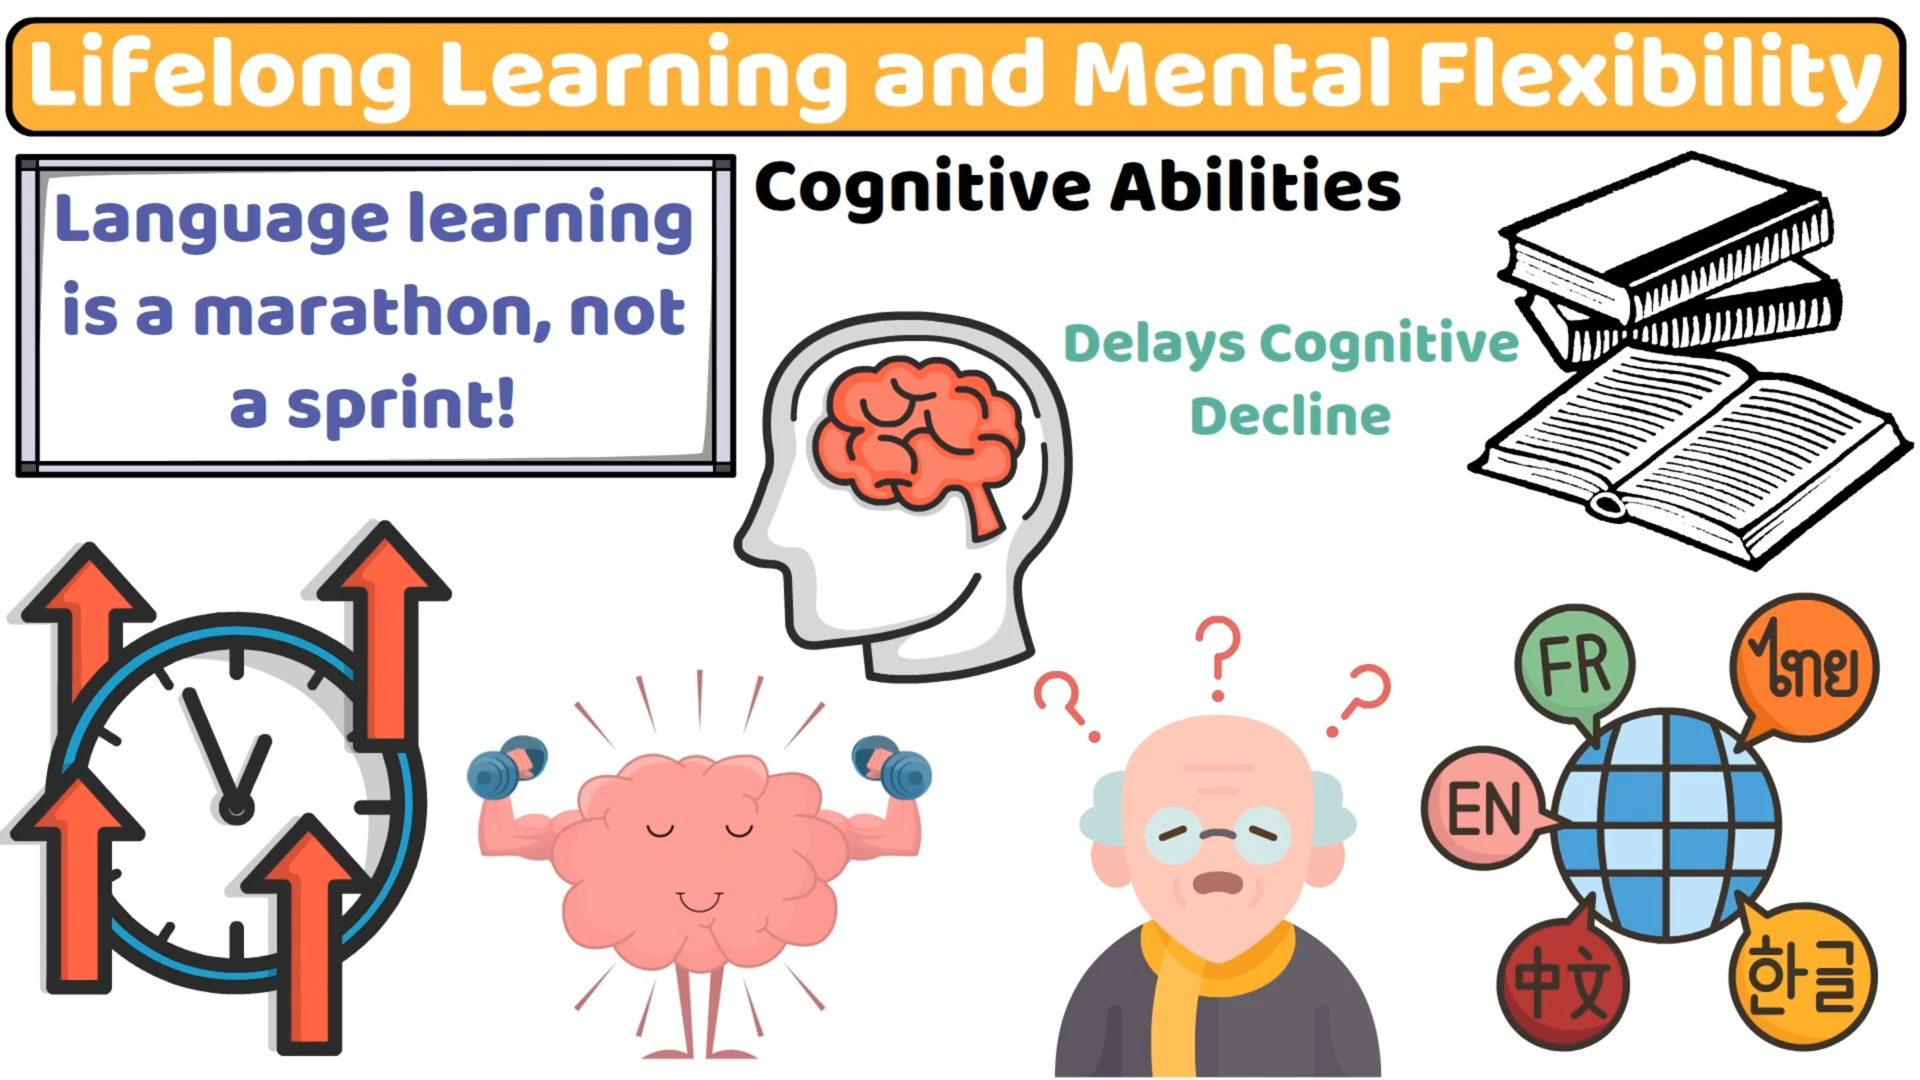 Lifelong Learning and Mental Flexibility
Language learning
is a marathon, not
a sprint!
Cognitive Abilities
Delays Cognitive
Decline
? ? ?
FR
ไทย
EN
中文
한글